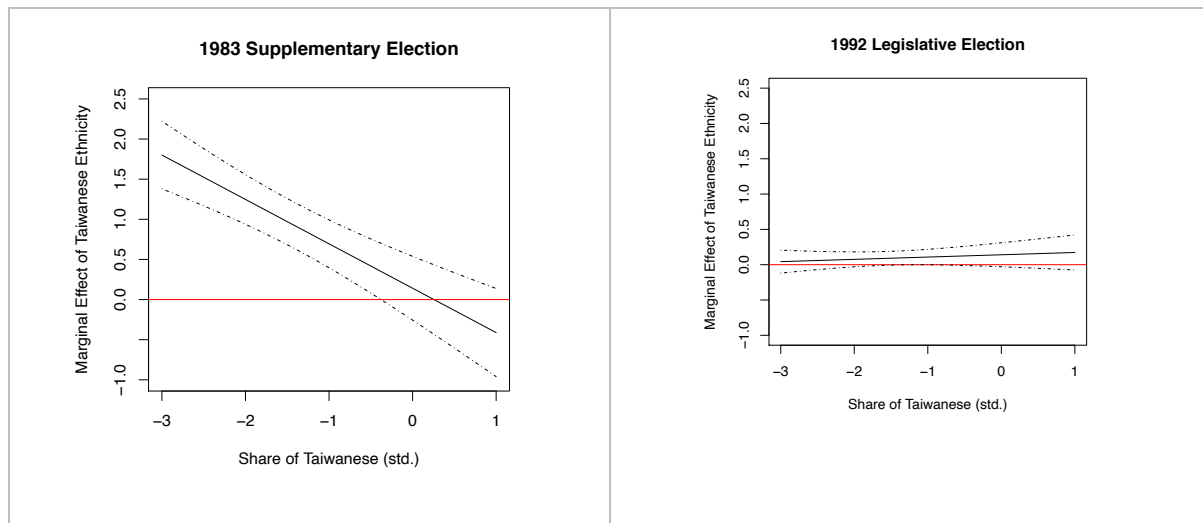 1983 Supplementary Election
Marginal Effect of Taiwanese Ethnicity
2.5
2.0
1.5
1.0
0.5
0.0
−1.0
−3 −2 −1 0 1
Share of Taiwanese (std.)
1992 Legislative Election
Marginal Effect of Taiwanese Ethnicity
2.5
2.0
1.5
1.0
0.5
0.0
−1.0
−3 −2 −1 0 1
Share of Taiwanese (std.)